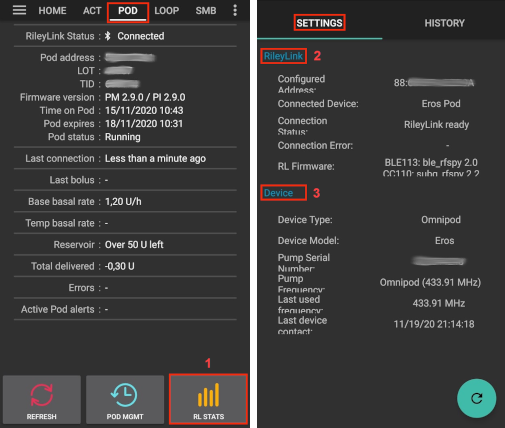 HOME ACT POD LOOP SMB
RileyLink Status : Connected
Pod address :
LOT :
TID :
Firmware version : PM 2.9.0 / PI 2.9.0
Time on Pod : 15/11/2020 10:43
Pod expires : 18/11/2020 10:31
Pod status : Running
Last connection : Less than a minute ago
Last bolus : -
Base basal rate : 1,20 U/h
Temp basal rate : -
Reservoir : Over 50 U left
Total delivered : -0,30 U
Errors : -
Active Pod alerts : -
1
REFRESH POD MGMT RL STATS
SETTINGS HISTORY
RileyLink 2
Configured Address: 88:
Connected Device: Eros Pod
Connection Status: RileyLink ready
Connection Error: -
RL Firmware: BLE113: ble_rfspy 2.0
CC110: subg_rfspy 2.2
Device 3
Device Type: Omnipod
Device Model: Eros
Pump Serial Number:
Pump Frequency: Omnipod (433.91 MHz)
Last used frequency: 433.91 MHz
Last device contact: 11/19/20 21:14:18